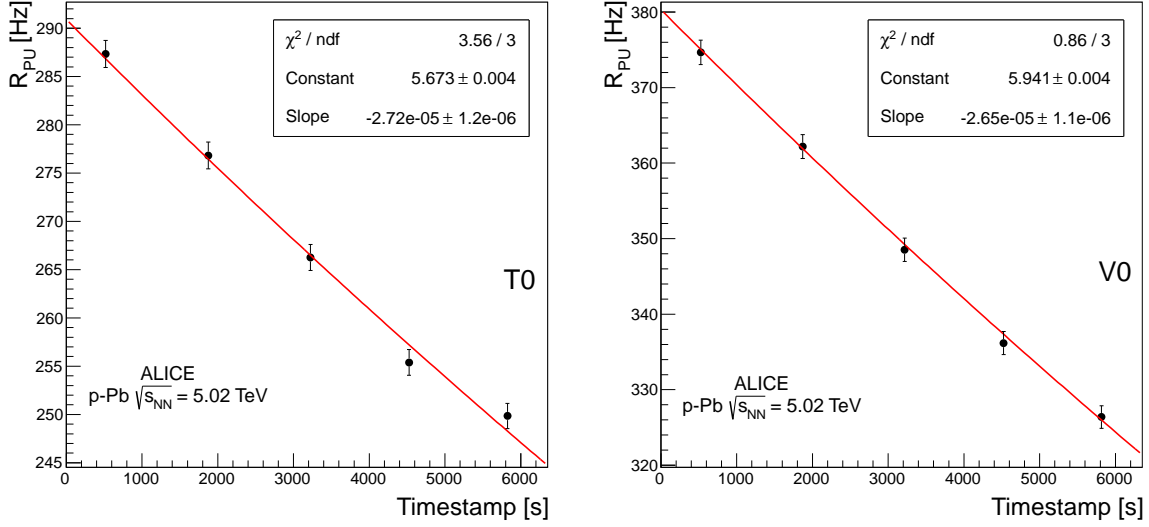 R_PU [Hz]
290
285
280
275
270
265
260
255
250
245
χ² / ndf 3.56 / 3
Constant 5.673 ± 0.004
Slope -2.72e-05 ± 1.2e-06
T0
ALICE
p-Pb √s_NN = 5.02 TeV
0 1000 2000 3000 4000 5000 6000
Timestamp [s]
R_PU [Hz]
380
370
360
350
340
330
320
χ² / ndf 0.86 / 3
Constant 5.941 ± 0.004
Slope -2.65e-05 ± 1.1e-06
V0
ALICE
p-Pb √s_NN = 5.02 TeV
0 1000 2000 3000 4000 5000 6000
Timestamp [s]